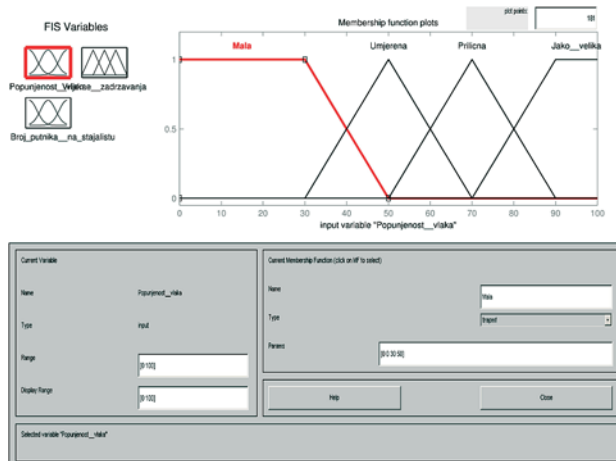 FIS Variables
Membership function plots
plot points:
181
Popunjenost_vlaka
zadrzavanja
Broj_putnika__na_stajalistu
Mala
Umjerena
Prilicna
Jako__velika
1
0.5
0
0 10 20 30 40 50 60 70 80 90 100
input variable "Popunjenost__vlaka"
Current Variable
Name Popunjenost__vlaka
Type input
Range [0 100]
Display Range [0 100]
Current Membership Function (click on MF to select)
Name Mala
Type trapmf
Params [0 0 30 50]
Help Close
Selected variable "Popunjenost__vlaka"